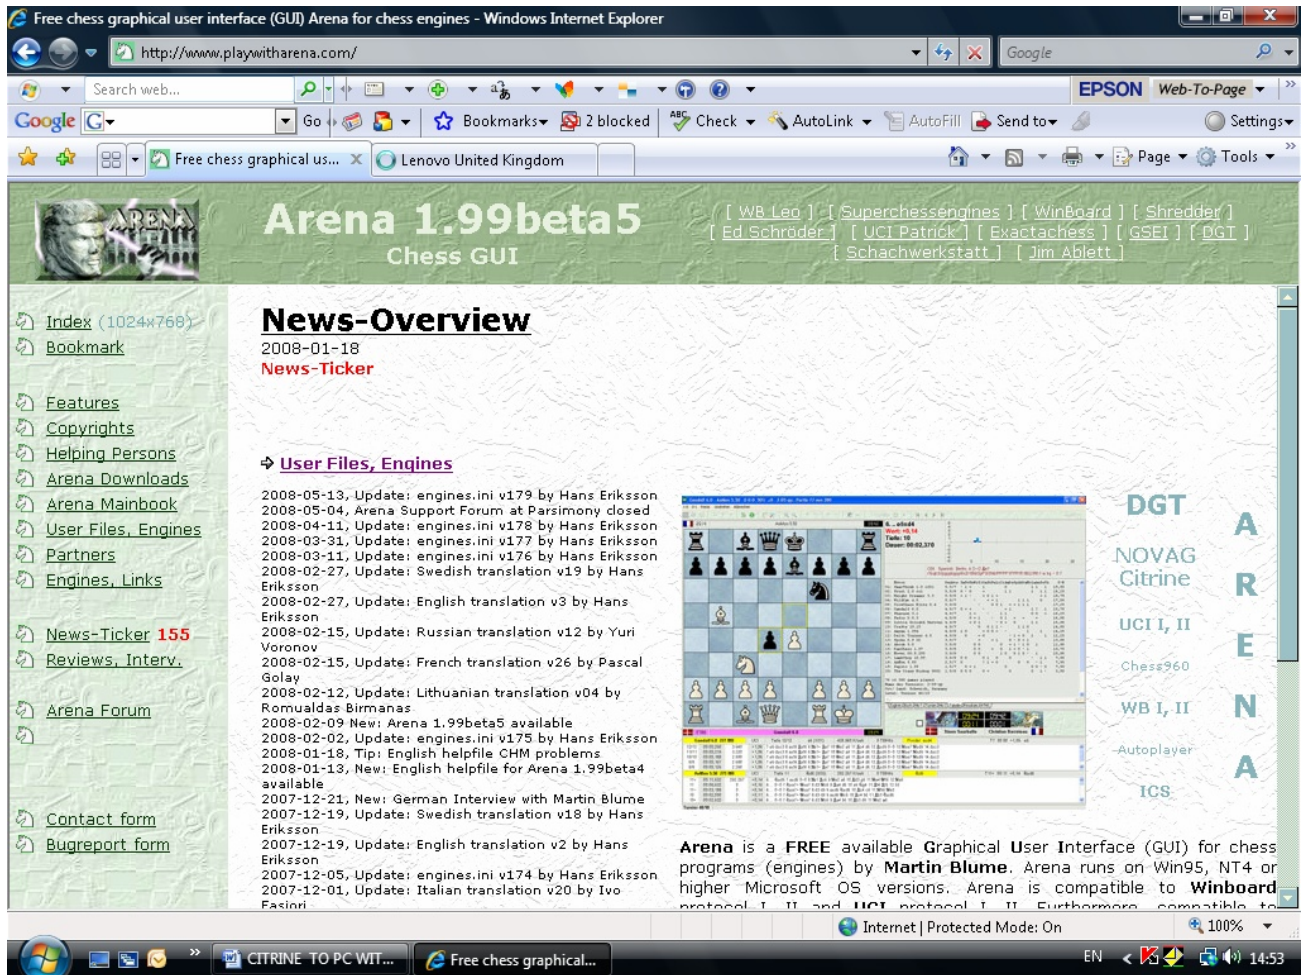 Free chess graphical user interface (GUI) Arena for chess engines - Windows Internet Explorer
http://www.playwitharena.com/
Google
Search web...
EPSON Web-To-Page
Google G Go Bookmarks 2 blocked ABC Check AutoLink AutoFill Send to Settings
Free chess graphical us... Lenovo United Kingdom Page Tools
ARENA
Arena 1.99beta5
Chess GUI
[ WB Leo ] [ Superchessengines ] [ WinBoard ] [ Shredder ]
[ Ed Schröder ] [ UCI Patrick ] [ Exactachess ] [ GSEI ] [ DGT ]
[ Schachwerkstatt ] [ Jim Ablett ]
Index (1024x768)
Bookmark
Features
Copyrights
Helping Persons
Arena Downloads
Arena Mainbook
User Files, Engines
Partners
Engines, Links
News-Ticker 155
Reviews, Interv.
Arena Forum
Contact form
Bugreport form
News-Overview
2008-01-18
News-Ticker
User Files, Engines
2008-05-13, Update: engines.ini v179 by Hans Eriksson
2008-05-04, Arena Support Forum at Parsimony closed
2008-04-11, Update: engines.ini v178 by Hans Eriksson
2008-03-31, Update: engines.ini v177 by Hans Eriksson
2008-03-11, Update: engines.ini v176 by Hans Eriksson
2008-02-27, Update: Swedish translation v19 by Hans
Eriksson
2008-02-27, Update: English translation v3 by Hans
Eriksson
2008-02-15, Update: Russian translation v12 by Yuri
Voronov
2008-02-15, Update: French translation v26 by Pascal
Golay
2008-02-12, Update: Lithuanian translation v04 by
Romualdas Birmanas
2008-02-09 New: Arena 1.99beta5 available
2008-02-02, Update: engines.ini v175 by Hans Eriksson
2008-01-18, Tip: English helpfile CHM problems
2008-01-13, New: English helpfile for Arena 1.99beta4
available
2007-12-21, New: German Interview with Martin Blume
2007-12-19, Update: Swedish translation v18 by Hans
Eriksson
2007-12-19, Update: English translation v2 by Hans
Eriksson
2007-12-05, Update: engines.ini v174 by Hans Eriksson
2007-12-01, Update: Italian translation v20 by Ivo
Fasiori
DGT
NOVAG
Citrine
UCI I, II
Chess960
WB I, II
Autoplayer
ICS
A
R
E
N
A
Arena is a FREE available Graphical User Interface (GUI) for chess
programs (engines) by Martin Blume. Arena runs on Win95, NT4 or
higher Microsoft OS versions. Arena is compatible to Winboard
protocol I, II and UCI protocol I, II. Furthermore, compatible to
Internet | Protected Mode: On 100%
CITRINE TO PC WIT... Free chess graphical... EN 14:53